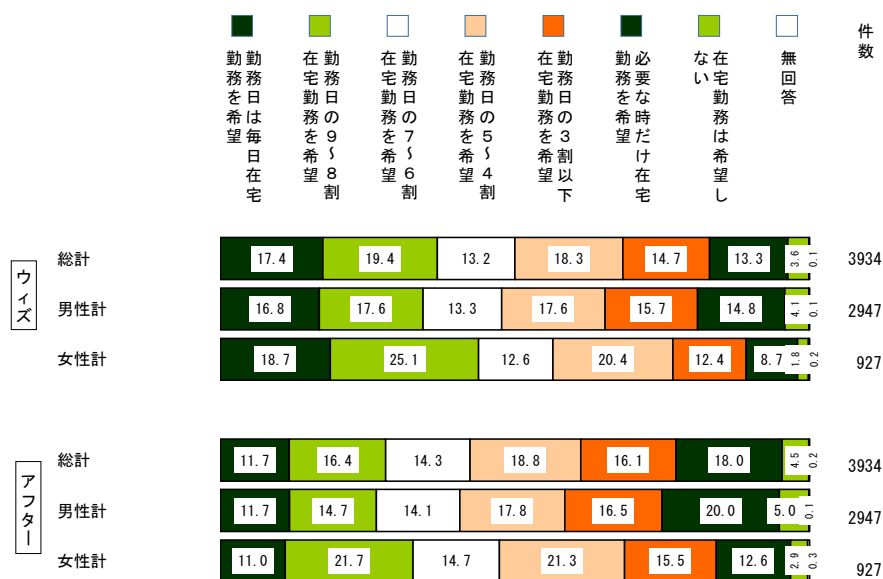 勤務日は毎日在宅
勤務を希望
勤務日の9～8割
在宅勤務を希望
勤務日の7～6割
在宅勤務を希望
勤務日の5～4割
在宅勤務を希望
勤務日の3割以下
在宅勤務を希望
必要な時だけ在宅
勤務を希望
在宅勤務は希望し
ない
無回答
件数
ウィズ
総計 17.4 19.4 13.2 18.3 14.7 13.3 3.6 0.1 3934
男性計 16.8 17.6 13.3 17.6 15.7 14.8 4.1 0.1 2947
女性計 18.7 25.1 12.6 20.4 12.4 8.7 1.8 0.2 927
アフター
総計 11.7 16.4 14.3 18.8 16.1 18.0 4.5 0.2 3934
男性計 11.7 14.7 14.1 17.8 16.5 20.0 5.0 0.1 2947
女性計 11.0 21.7 14.7 21.3 15.5 12.6 2.9 0.3 927